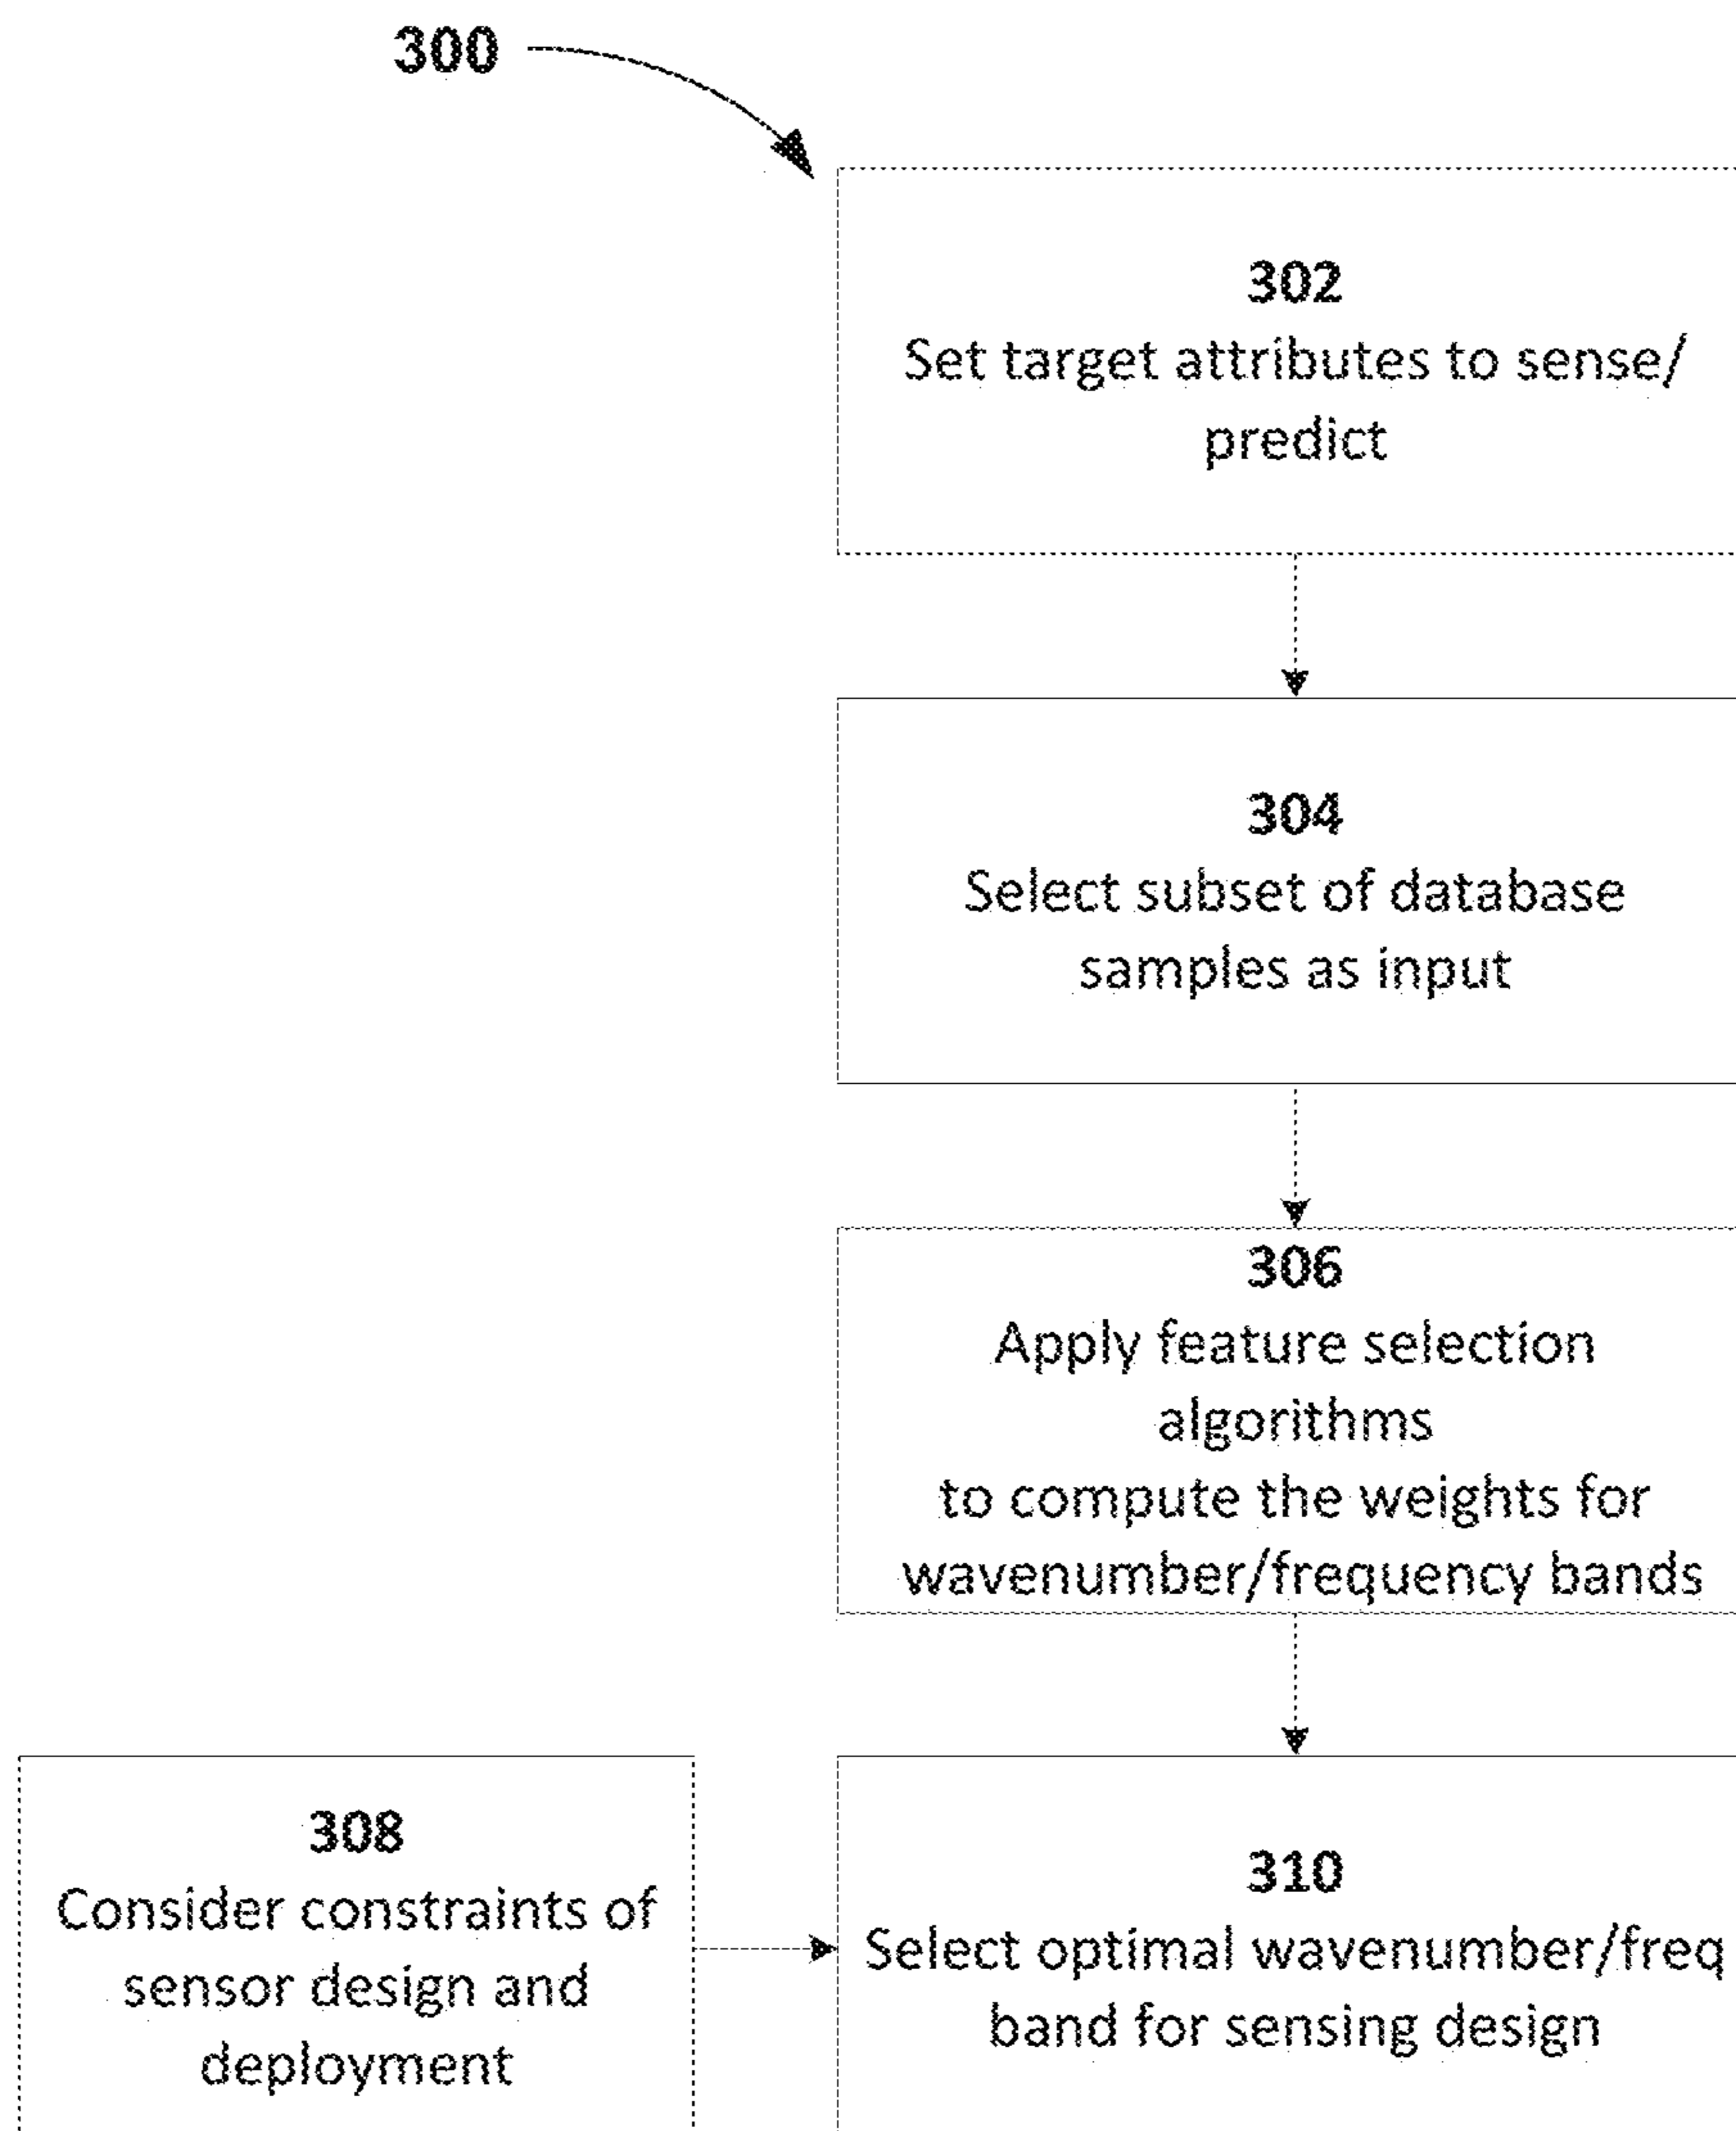 300
302
Set target attributes to sense/
predict
304
Select subset of database
samples as input
306
Apply feature selection
algorithms
to compute the weights for
wavenumber/frequency bands
308
Consider constraints of
sensor design and
deployment
310
Select optimal wavenumber/freq
band for sensing design